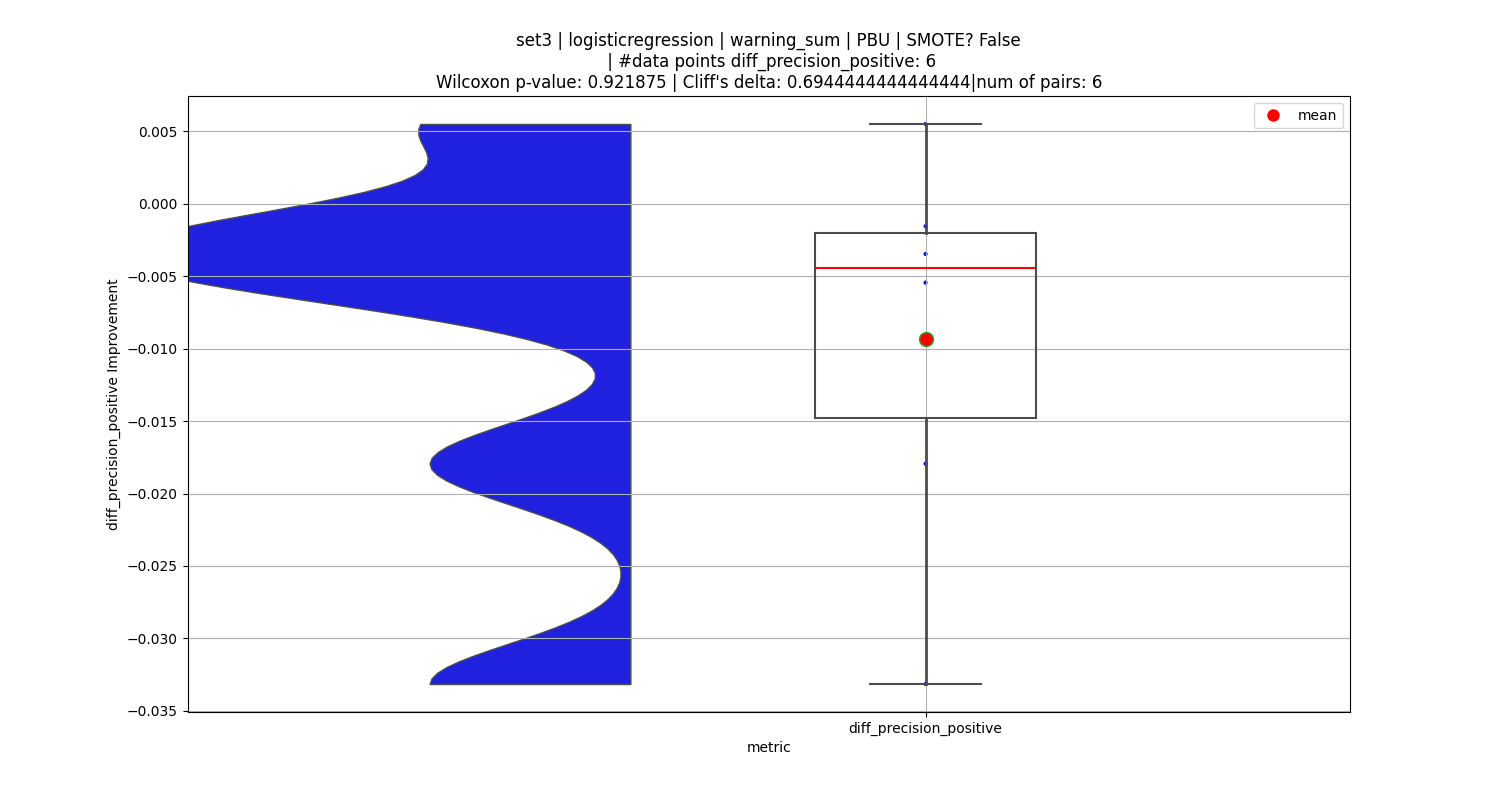 set3 | logisticregression | warning_sum | PBU | SMOTE? False
| #data points diff_precision_positive: 6
Wilcoxon p-value: 0.921875 | Cliff's delta: 0.6944444444444444|num of pairs: 6
mean
0.005
0.000
−0.005
−0.010
−0.015
−0.020
−0.025
−0.030
−0.035
diff_precision_positive Improvement
diff_precision_positive
metric